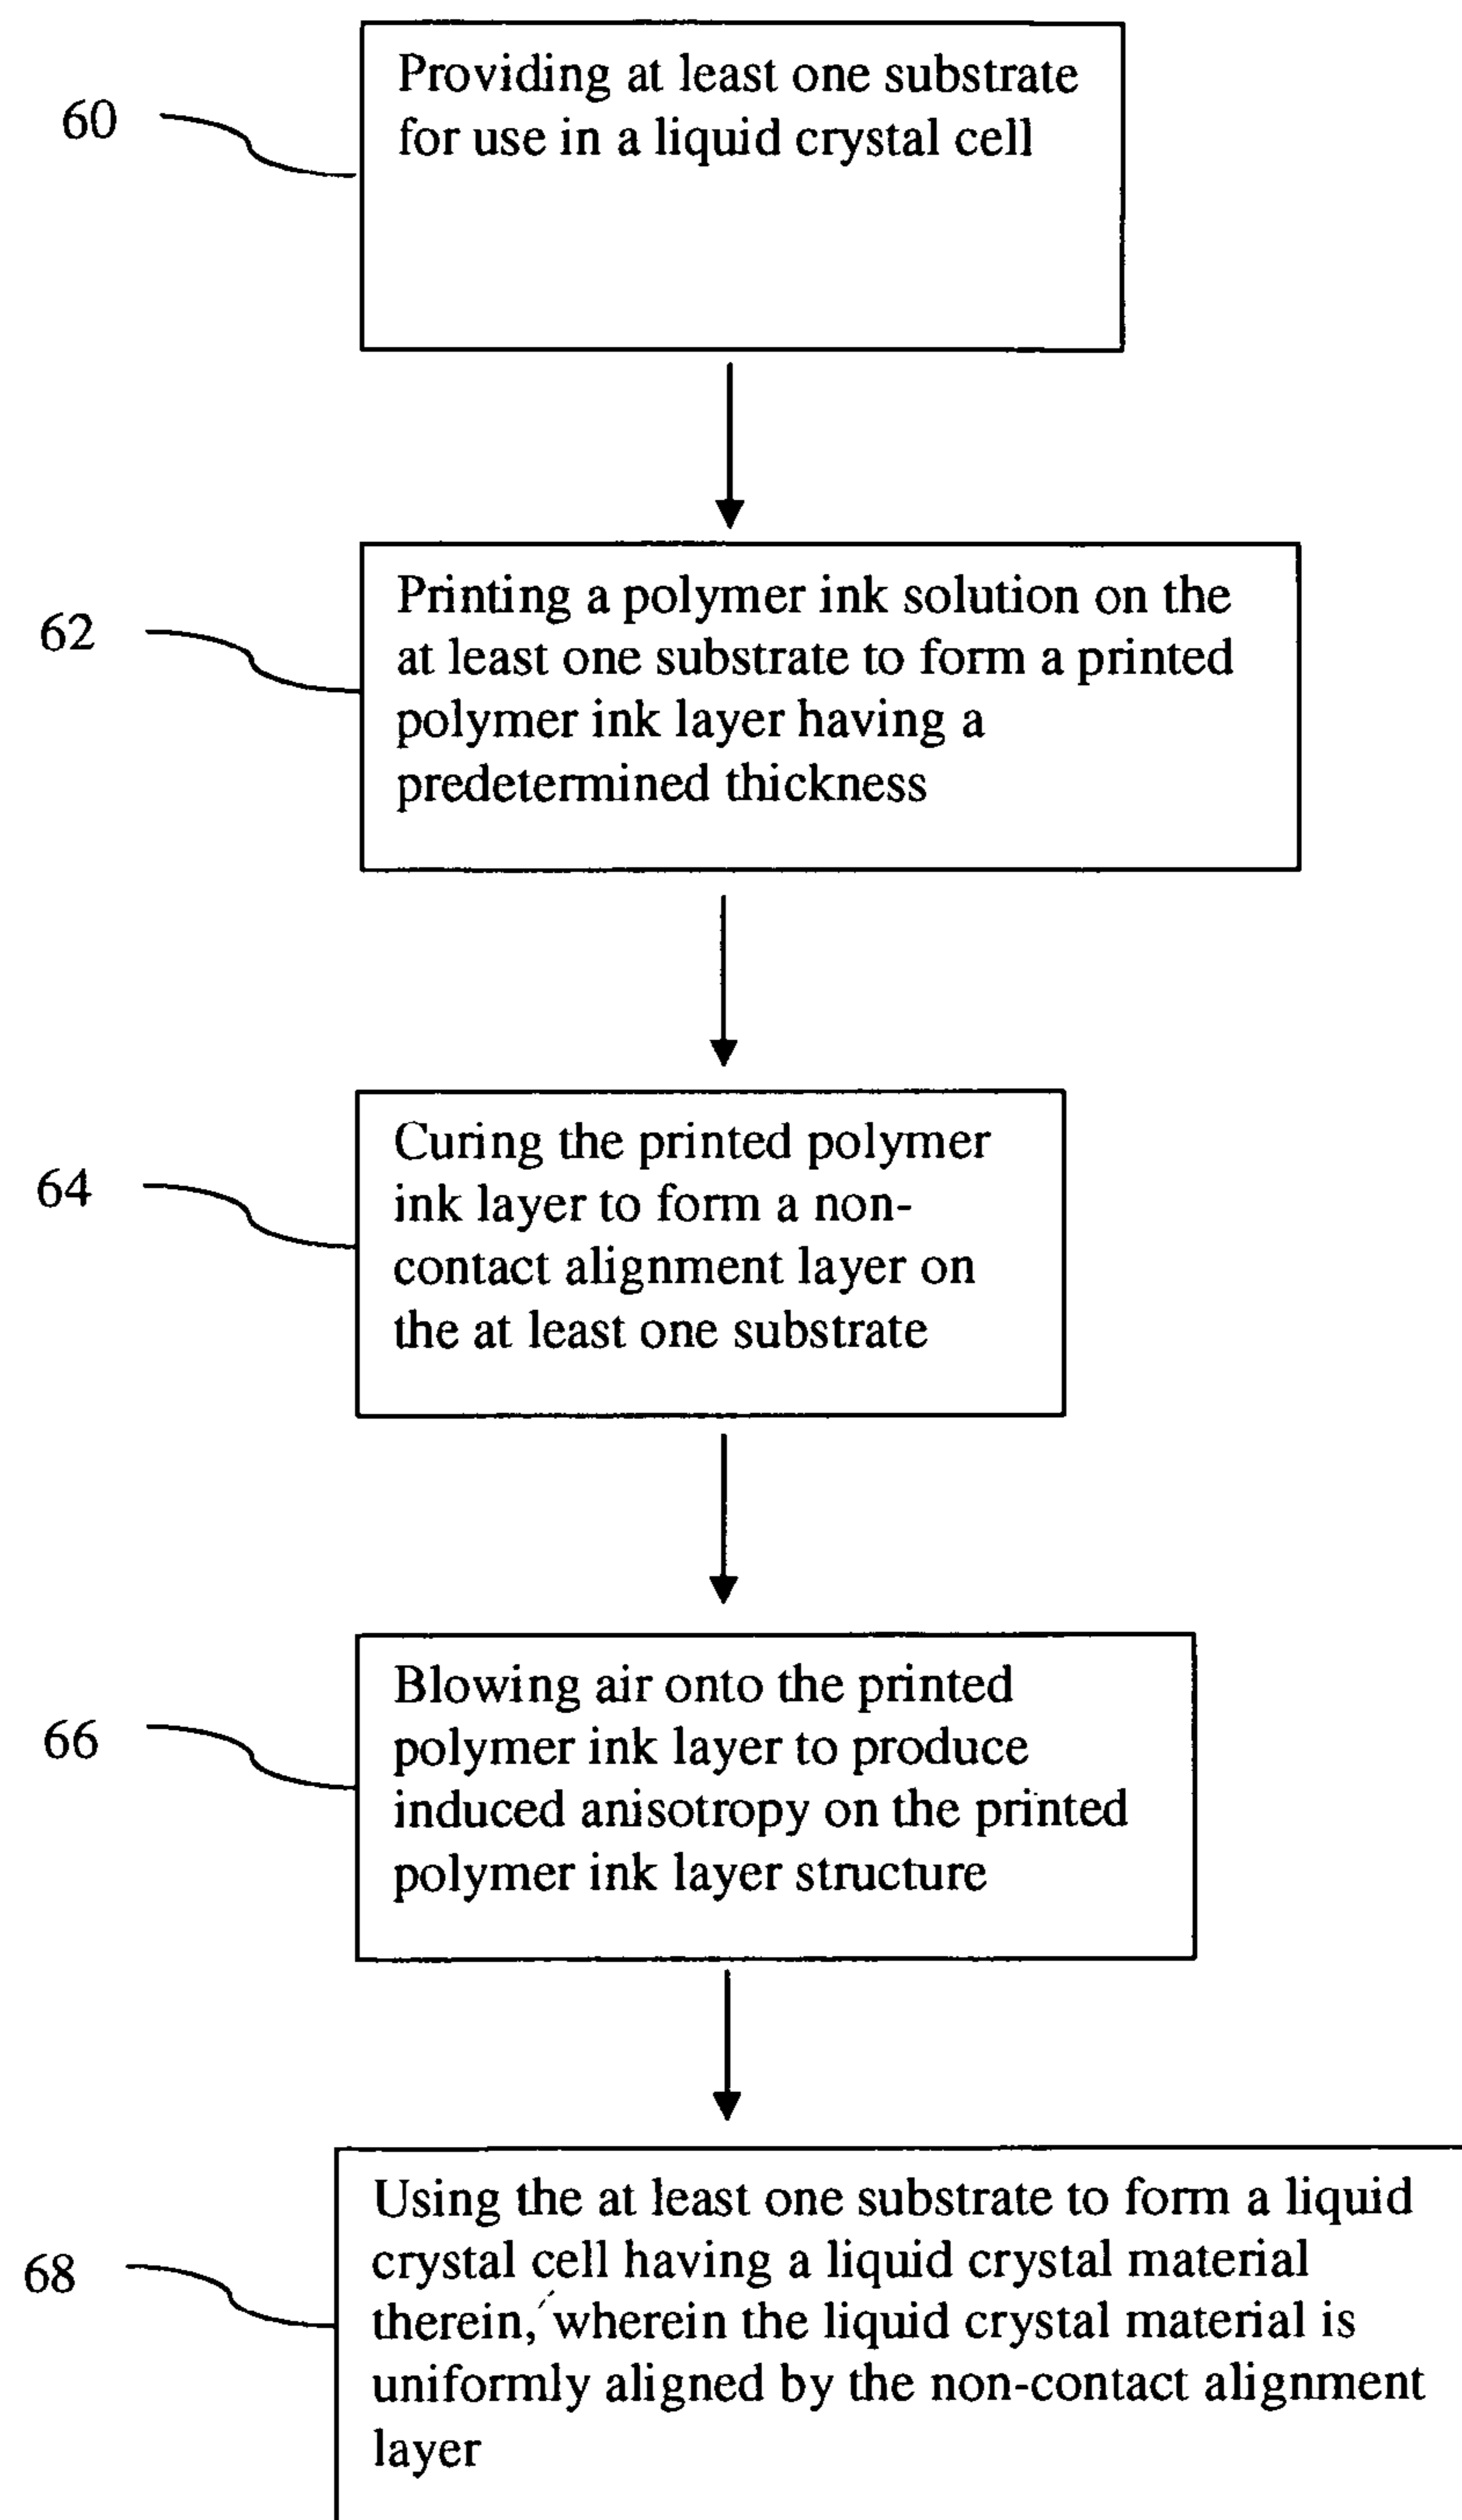 Providing at least one substrate
for use in a liquid crystal cell
60
Printing a polymer ink solution on the
at least one substrate to form a printed
polymer ink layer having a
predetermined thickness
62
Curing the printed polymer
ink layer to form a non-
contact alignment layer on
the at least one substrate
64
Blowing air onto the printed
polymer ink layer to produce
induced anisotropy on the printed
polymer ink layer structure
66
Using the at least one substrate to form a liquid
crystal cell having a liquid crystal material
therein, wherein the liquid crystal material is
uniformly aligned by the non-contact alignment
layer
68